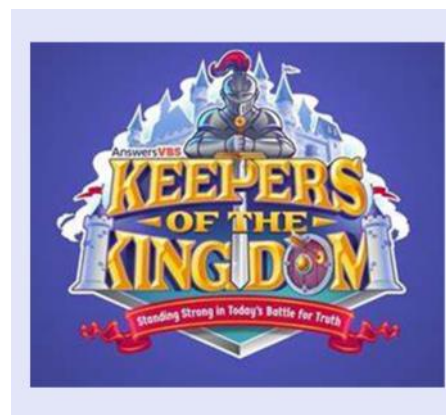 AnswersVBS
KEEPERS
OF THE
KINGDOM
Standing Strong in Today's Battle for Truth